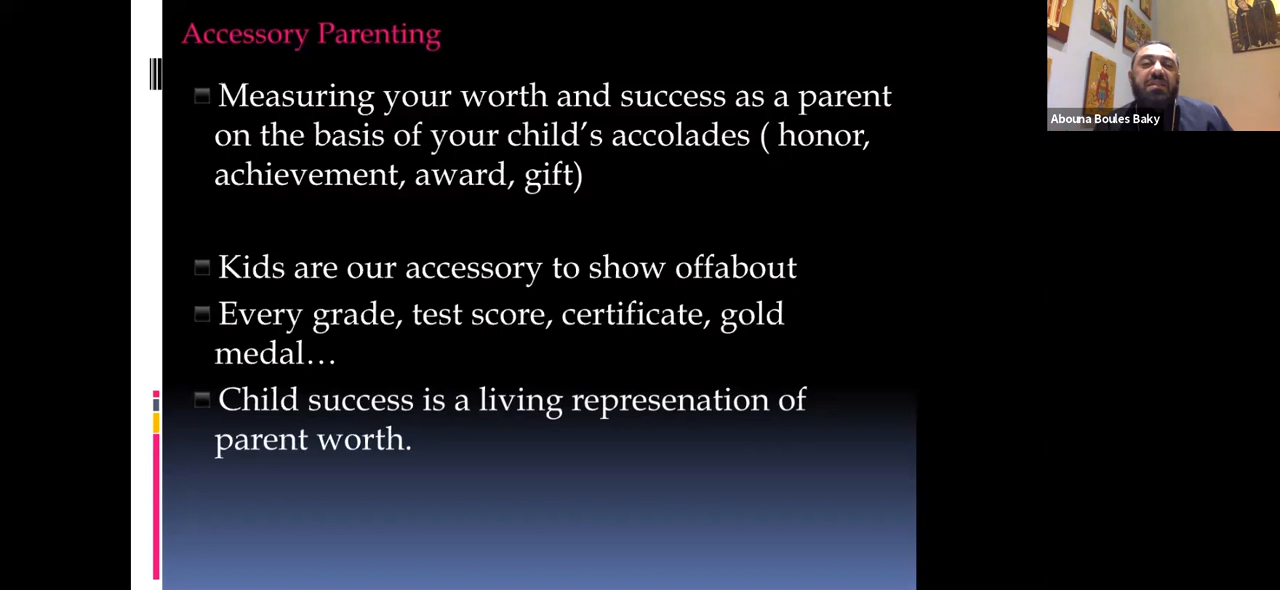 Accessory Parenting
Measuring your worth and success as a parent
on the basis of your child's accolades ( honor,
achievement, award, gift)
Kids are our accessory to show offabout
Every grade, test score, certificate, gold
medal…
Child success is a living represenation of
parent worth.
Abouna Boules Baky